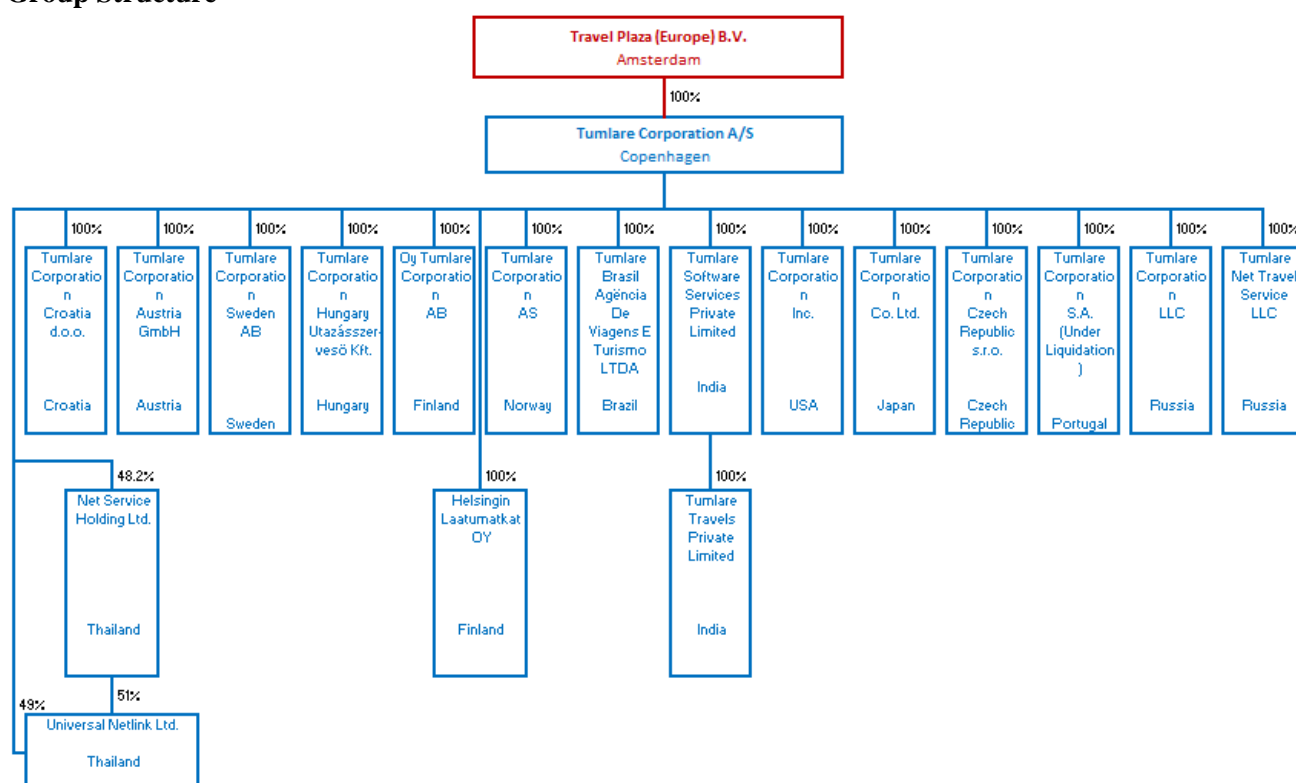 Group Structure
Travel Plaza (Europe) B.V.
Amsterdam
100%
Tumlare Corporation A/S
Copenhagen
100%
Tumlare
Corporatio
n
Croatia
d.o.o.
Croatia
100%
Tumlare
Corporatio
n
Austria
GmbH
Austria
100%
Tumlare
Corporatio
n
Sweden
AB
Sweden
100%
Tumlare
Corporatio
n
Hungary
Utazásszer-
vesö Kft.
Hungary
100%
Oy Tumlare
Corporatio
n
AB
Finland
100%
Tumlare
Corporatio
n
AS
Norway
100%
Tumlare
Brasil
Agëncia
De
Viagens E
Turismo
LTDA
Brazil
100%
Tumlare
Software
Services
Private
Limited
India
100%
Tumlare
Corporatio
n
Inc.
USA
100%
Tumlare
Corporatio
n
Co. Ltd.
Japan
100%
Tumlare
Corporatio
n
Czech
Republic
s.r.o.
Czech
Republic
100%
Tumlare
Corporatio
n
S.A.
(Under
Liquidation
)
Portugal
100%
Tumlare
Corporatio
n
LLC
Russia
100%
Tumlare
Net Travel
Service
LLC
Russia
48.2%
Net Service
Holding Ltd.
Thailand
100%
Helsingin
Laatumatkat
OY
Finland
100%
Tumlare
Travels
Private
Limited
India
51%
49%
Universal Netlink Ltd.
Thailand